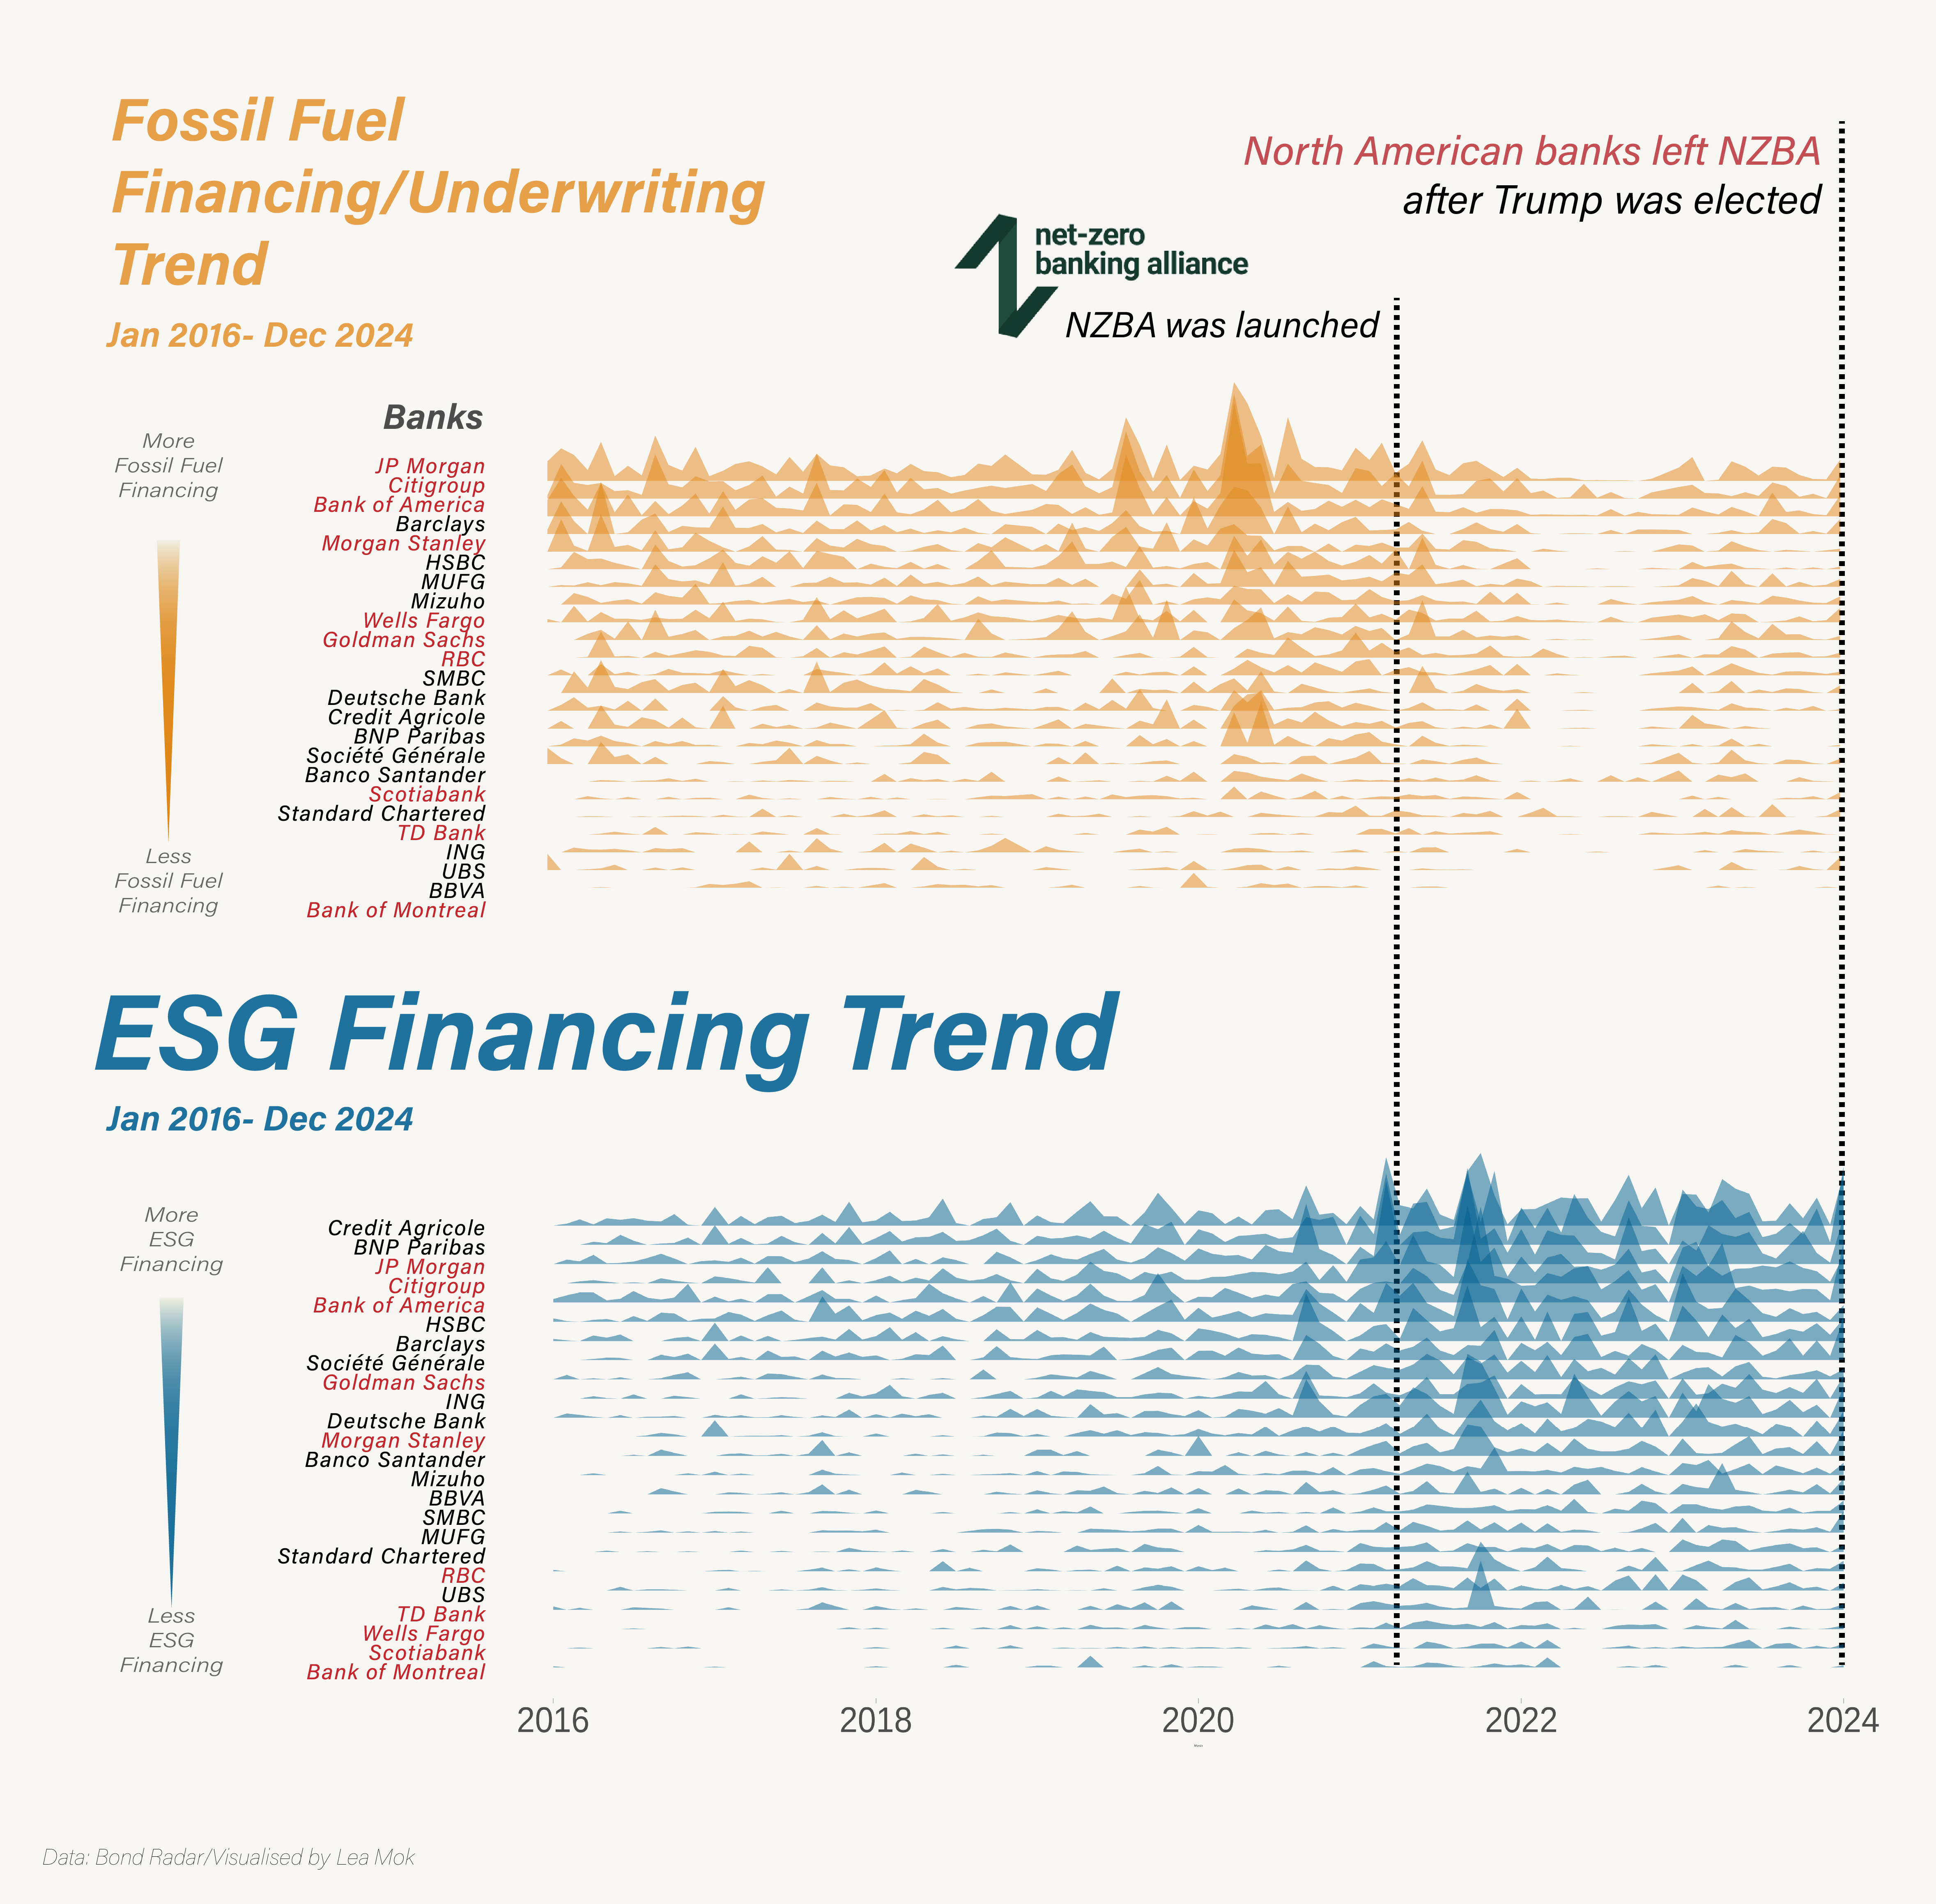 Fossil Fuel
Financing/Underwriting
Trend
Jan 2016- Dec 2024
North American banks left NZBA
after Trump was elected
net-zero
banking alliance
NZBA was launched
Banks
More
Fossil Fuel
Financing
JP Morgan
Citigroup
Bank of America
Barclays
Morgan Stanley
HSBC
MUFG
Mizuho
Wells Fargo
Goldman Sachs
RBC
SMBC
Deutsche Bank
Credit Agricole
BNP Paribas
Société Générale
Banco Santander
Scotiabank
Standard Chartered
TD Bank
ING
UBS
BBVA
Bank of Montreal
Less
Fossil Fuel
Financing
ESG Financing Trend
Jan 2016- Dec 2024
More
ESG
Financing
Credit Agricole
BNP Paribas
JP Morgan
Citigroup
Bank of America
HSBC
Barclays
Société Générale
Goldman Sachs
ING
Deutsche Bank
Morgan Stanley
Banco Santander
Mizuho
BBVA
SMBC
MUFG
Standard Chartered
RBC
UBS
TD Bank
Wells Fargo
Scotiabank
Bank of Montreal
Less
ESG
Financing
2016 2018 2020 2022 2024
Data: Bond Radar/Visualised by Lea Mok